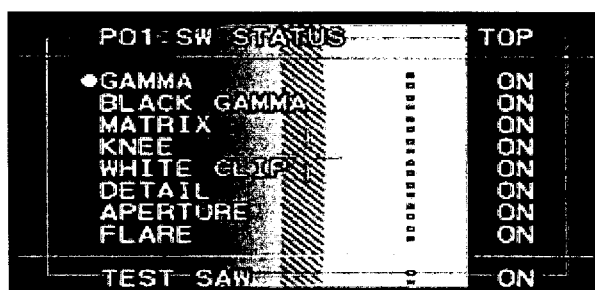 P01:SW STATUS TOP
●GAMMA : ON
BLACK GAMMA : ON
MATRIX : ON
KNEE : ON
WHITE CLIP : ON
DETAIL : ON
APERTURE : ON
FLARE : ON
TEST SAW : ON